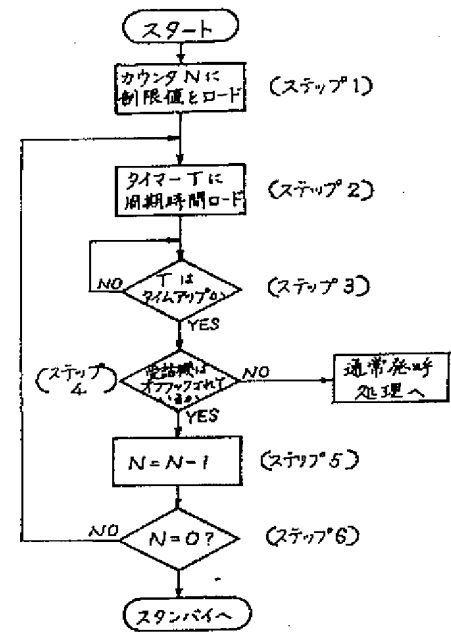 スタート
カウンタNに
制限値をロード
(ステップ1)
タイマーTに
周期時間ロード
(ステップ2)
Tは
タイムアップか
(ステップ3)
NO
YES
(ステップ
4)
受話機は
オフフックされて
いるか
NO
通常発呼
処理へ
YES
N=N-1
(ステップ5)
N=0?
(ステップ6)
NO
スタンバイへ